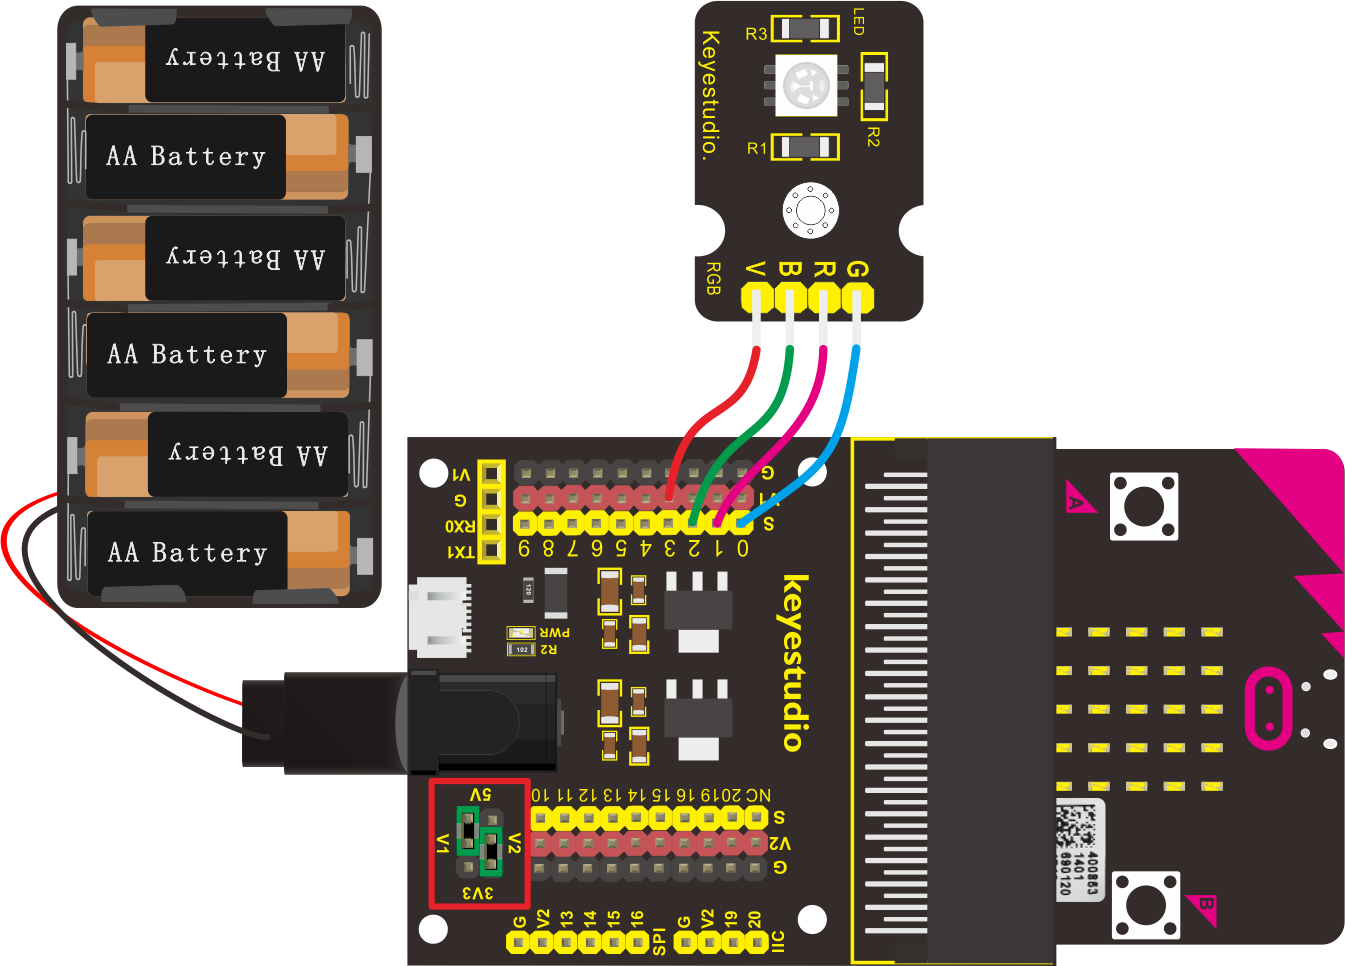 AA Battery
AA Battery
AA Battery
AA Battery
AA Battery
AA Battery
Keyestudio.
R3
LED
R2
R1
RGB
V B R G
V1
G
RX0
TX1
G
V1
S
9 8 7 6 5 4 3 2 1 0
120
PWR
102
R2
keyestudio
5V
V1
V2
3V3
10 11 12 13 14 15 16 19 20 NC
S
V2
G
G V2 13 14 15 16
SPI
G V2 19 20
IIC
A
B
400863
1401
690120